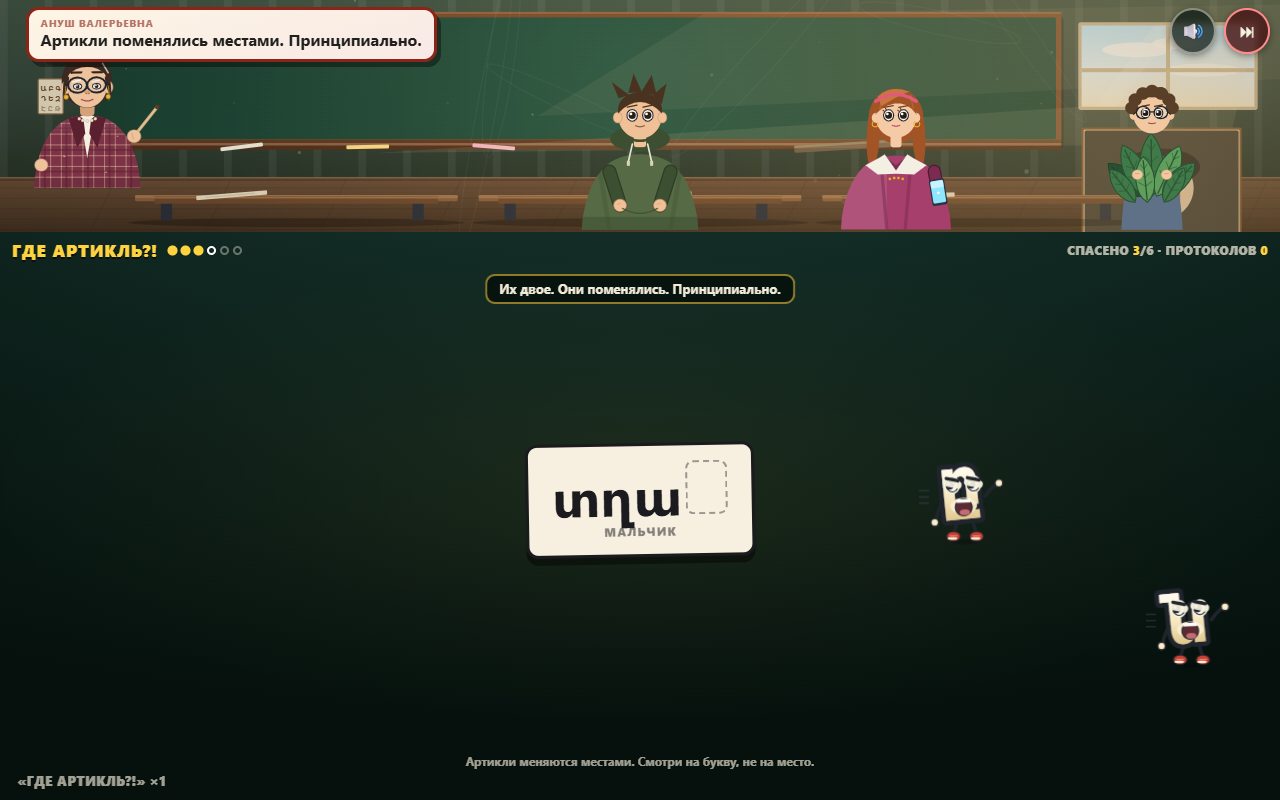 АНУШ ВАЛЕРЬЕВНА
Артикли поменялись местами. Принципиально.
Ա Բ Գ
Դ Ե Զ
Է Ը Թ
ГДЕ АРТИКЛЬ?!
СПАСЕНО 3/6 · ПРОТОКОЛОВ 0
Их двое. Они поменялись. Принципиально.
տղա
МАЛЬЧИК
Артикли меняются местами. Смотри на букву, не на место.
«ГДЕ АРТИКЛЬ?!» ×1